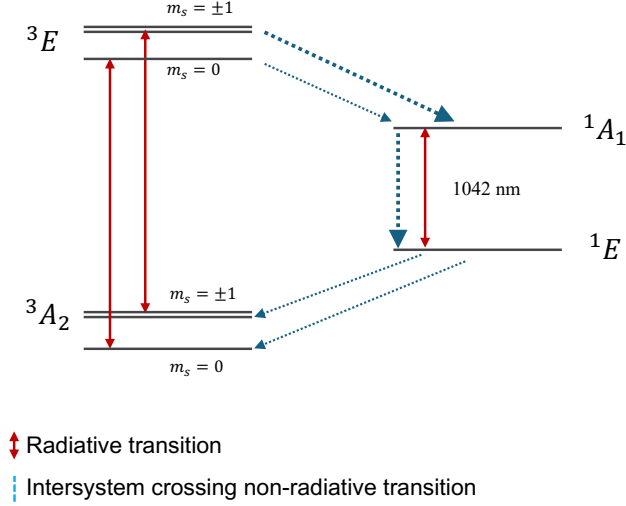 m_s = ±1
³E
m_s = 0
¹A₁
1042 nm
¹E
m_s = ±1
³A₂
m_s = 0
Radiative transition
Intersystem crossing non-radiative transition